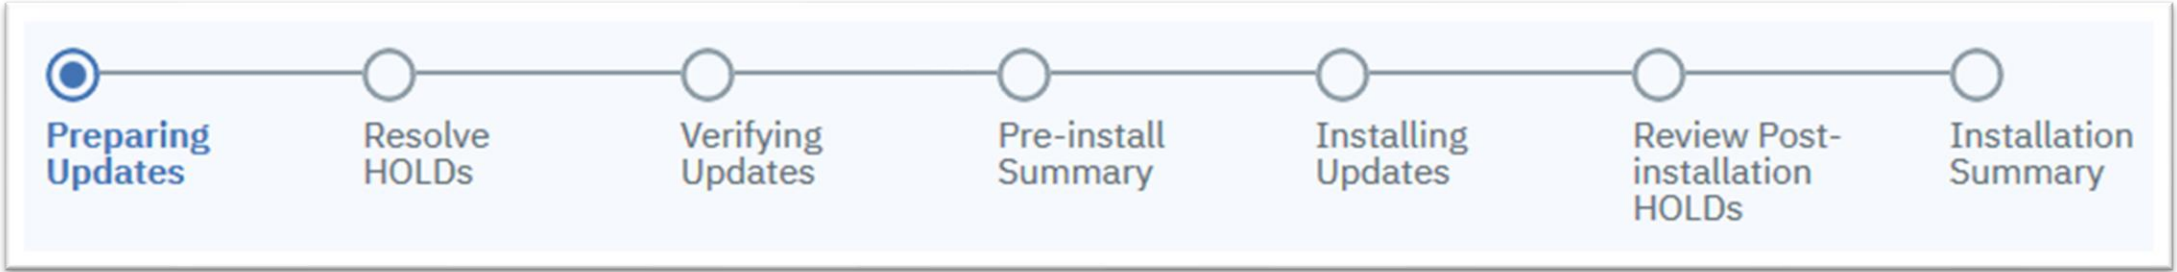 Preparing
Updates
Resolve
HOLDs
Verifying
Updates
Pre-install
Summary
Installing
Updates
Review Post-
installation
HOLDs
Installation
Summary